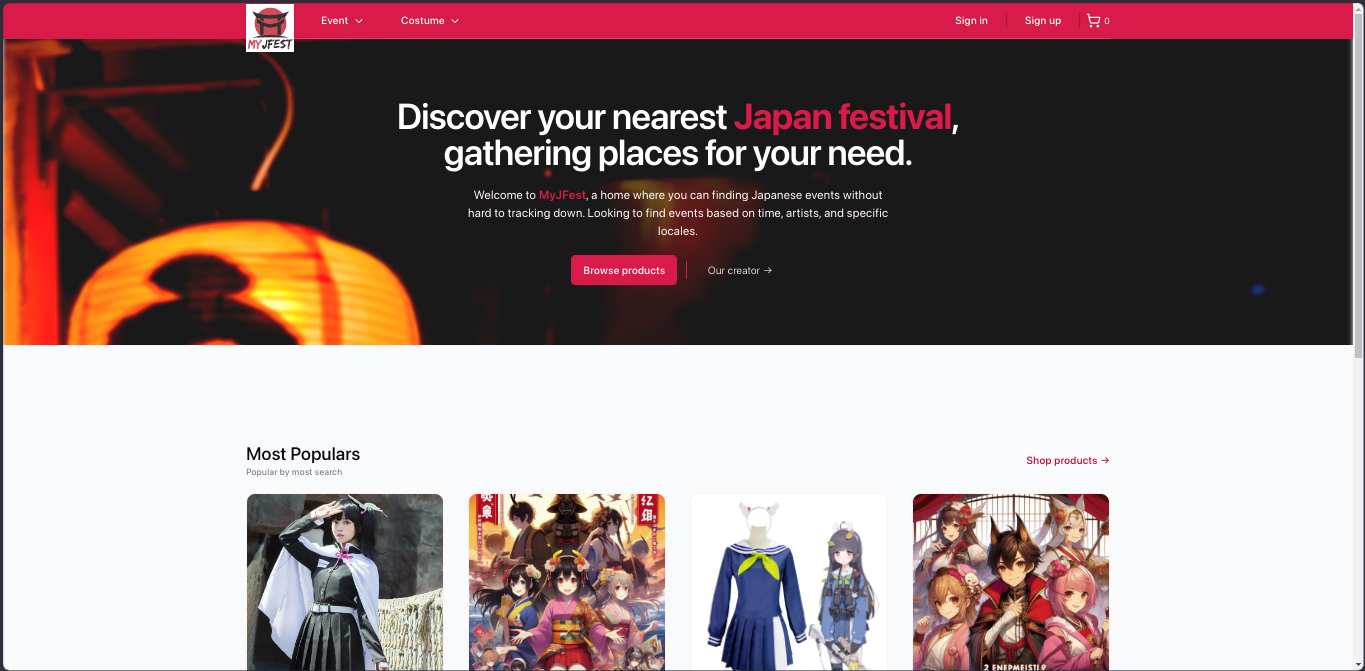 MYJFEST
Event
Costume
Sign in
Sign up
0
Discover your nearest Japan festival,
gathering places for your need.
Welcome to MyJFest, a home where you can finding Japanese events without
hard to tracking down. Looking to find events based on time, artists, and specific
locales.
Browse products
Our creator →
Most Populars
Popular by most search
Shop products →